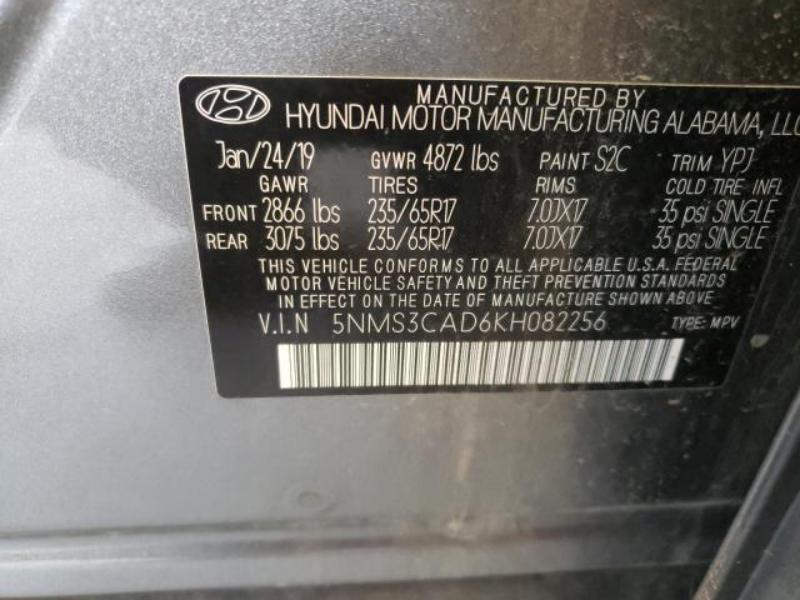 MANUFACTURED BY
HYUNDAI MOTOR MANUFACTURING ALABAMA, LLC
Jan/24/19 GVWR 4872 lbs PAINT S2C TRIM YPJ
GAWR TIRES RIMS COLD TIRE INFL
FRONT 2866 lbs 235/65R17 7.0JX17 35 psi SINGLE
REAR 3075 lbs 235/65R17 7.0JX17 35 psi SINGLE
THIS VEHICLE CONFORMS TO ALL APPLICABLE U.S.A. FEDERAL
MOTOR VEHICLE SAFETY AND THEFT PREVENTION STANDARDS
IN EFFECT ON THE DATE OF MANUFACTURE SHOWN ABOVE
V.I.N 5NMS3CAD6KH082256 TYPE: MPV